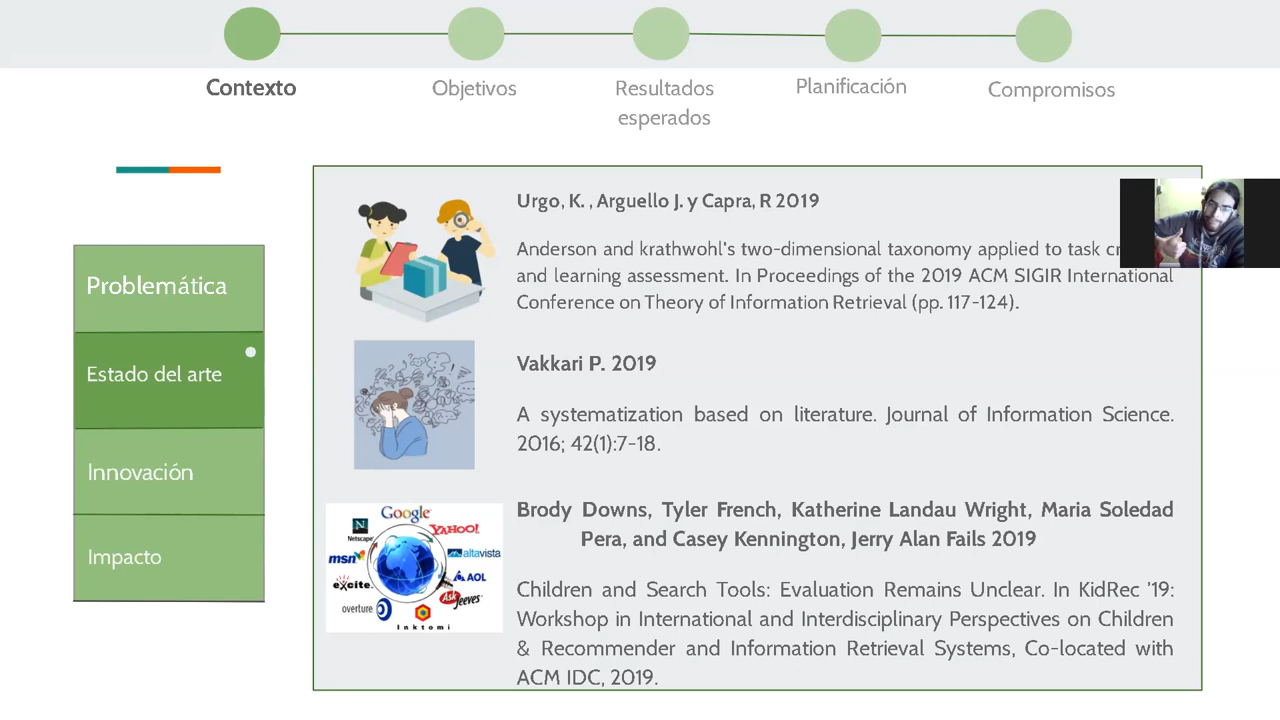 Contexto
Objetivos
Resultados
esperados
Planificación
Compromisos
Problemática
Estado del arte
Innovación
Impacto
Urgo, K. , Arguello J. y Capra, R 2019
Anderson and krathwohl's two-dimensional taxonomy applied to task
and learning assessment. In Proceedings of the 2019 ACM SIGIR International
Conference on Theory of Information Retrieval (pp. 117-124).
Vakkari P. 2019
A systematization based on literature. Journal of Information Science.
2016; 42(1):7-18.
Google
Netscape
YAHOO!
msn
altavista
excite
AOL
overture
Ask Jeeves
Inktomi
Brody Downs, Tyler French, Katherine Landau Wright, Maria Soledad
Pera, and Casey Kennington, Jerry Alan Fails 2019
Children and Search Tools: Evaluation Remains Unclear. In KidRec '19:
Workshop in International and Interdisciplinary Perspectives on Children
& Recommender and Information Retrieval Systems, Co-located with
ACM IDC, 2019.